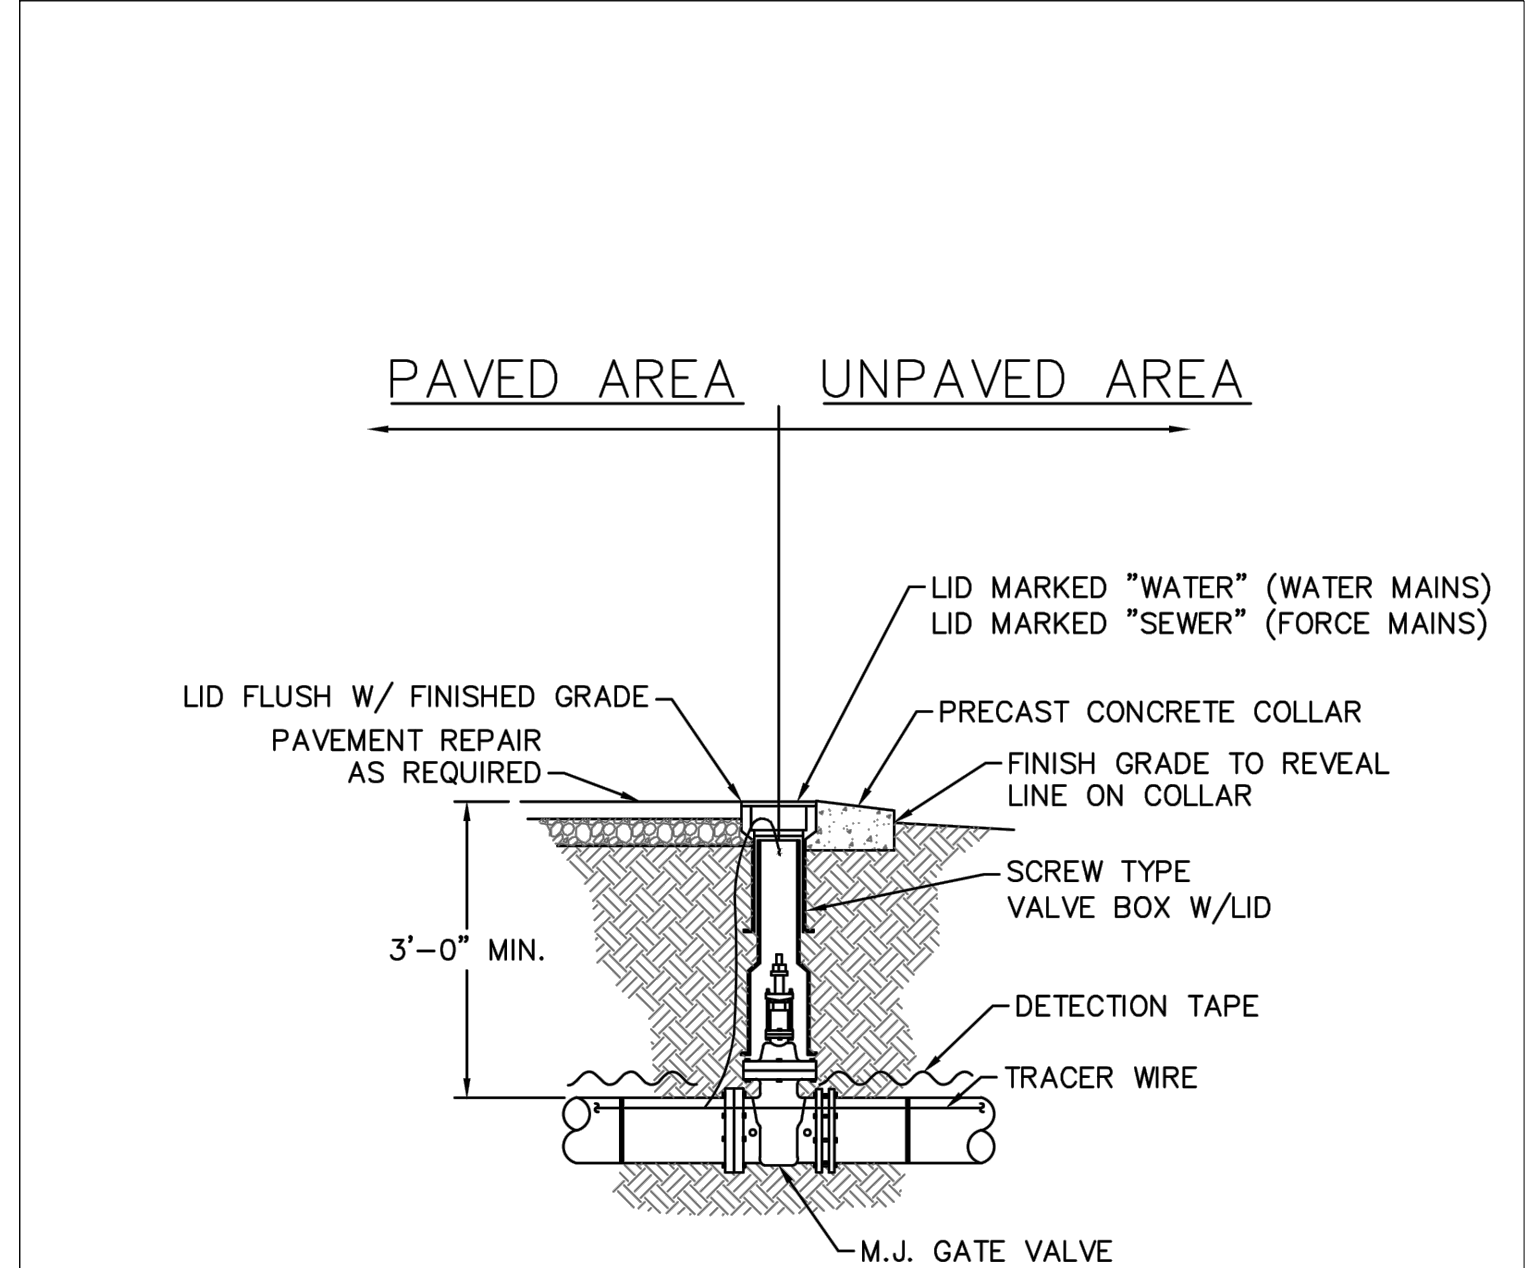 PAVED AREA UNPAVED AREA
LID MARKED "WATER" (WATER MAINS)
LID MARKED "SEWER" (FORCE MAINS)
LID FLUSH W/ FINISHED GRADE
PRECAST CONCRETE COLLAR
PAVEMENT REPAIR
AS REQUIRED
FINISH GRADE TO REVEAL
LINE ON COLLAR
SCREW TYPE
VALVE BOX W/LID
3'-0" MIN.
DETECTION TAPE
TRACER WIRE
M.J. GATE VALVE